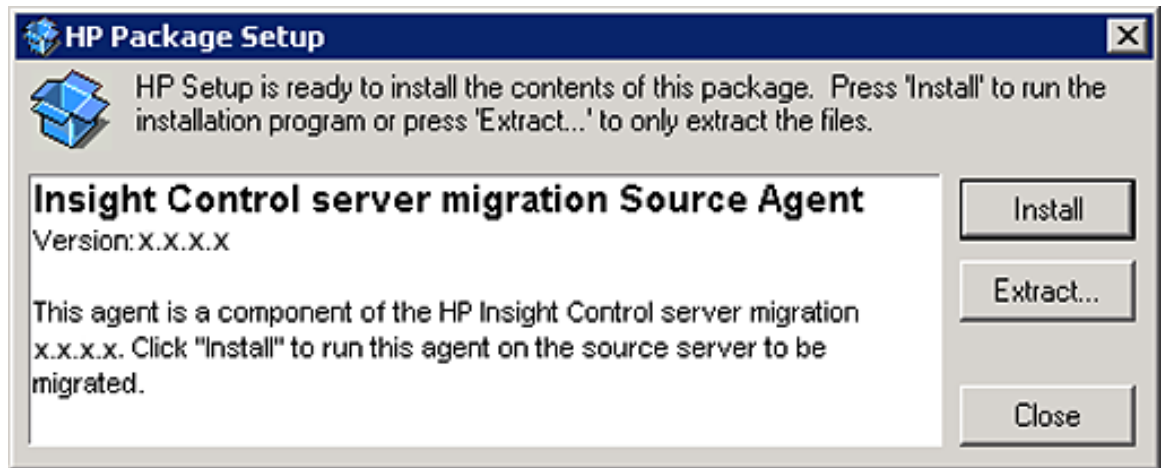 HP Package Setup
HP Setup is ready to install the contents of this package.  Press 'Install' to run the
installation program or press 'Extract...' to only extract the files.
Insight Control server migration Source Agent
Version:x.x.x.x
This agent is a component of the HP Insight Control server migration
x.x.x.x. Click "Install" to run this agent on the source server to be
migrated.
Install
Extract...
Close